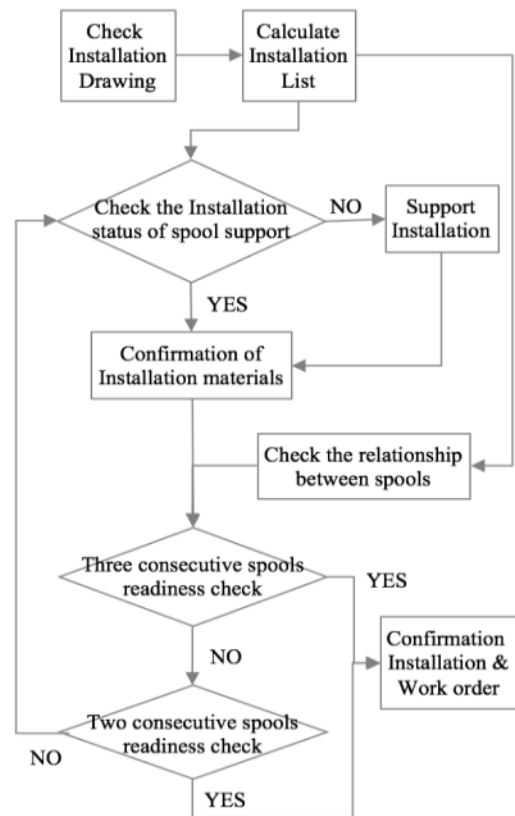 Check
Installation
Drawing
Calculate
Installation
List
Check the Installation
status of spool support
NO
Support
Installation
YES
Confirmation of
Installation materials
Check the relationship
between spools
Three consecutive spools
readiness check
YES
NO
Confirmation
Installation &
Work order
Two consecutive spools
readiness check
NO
YES